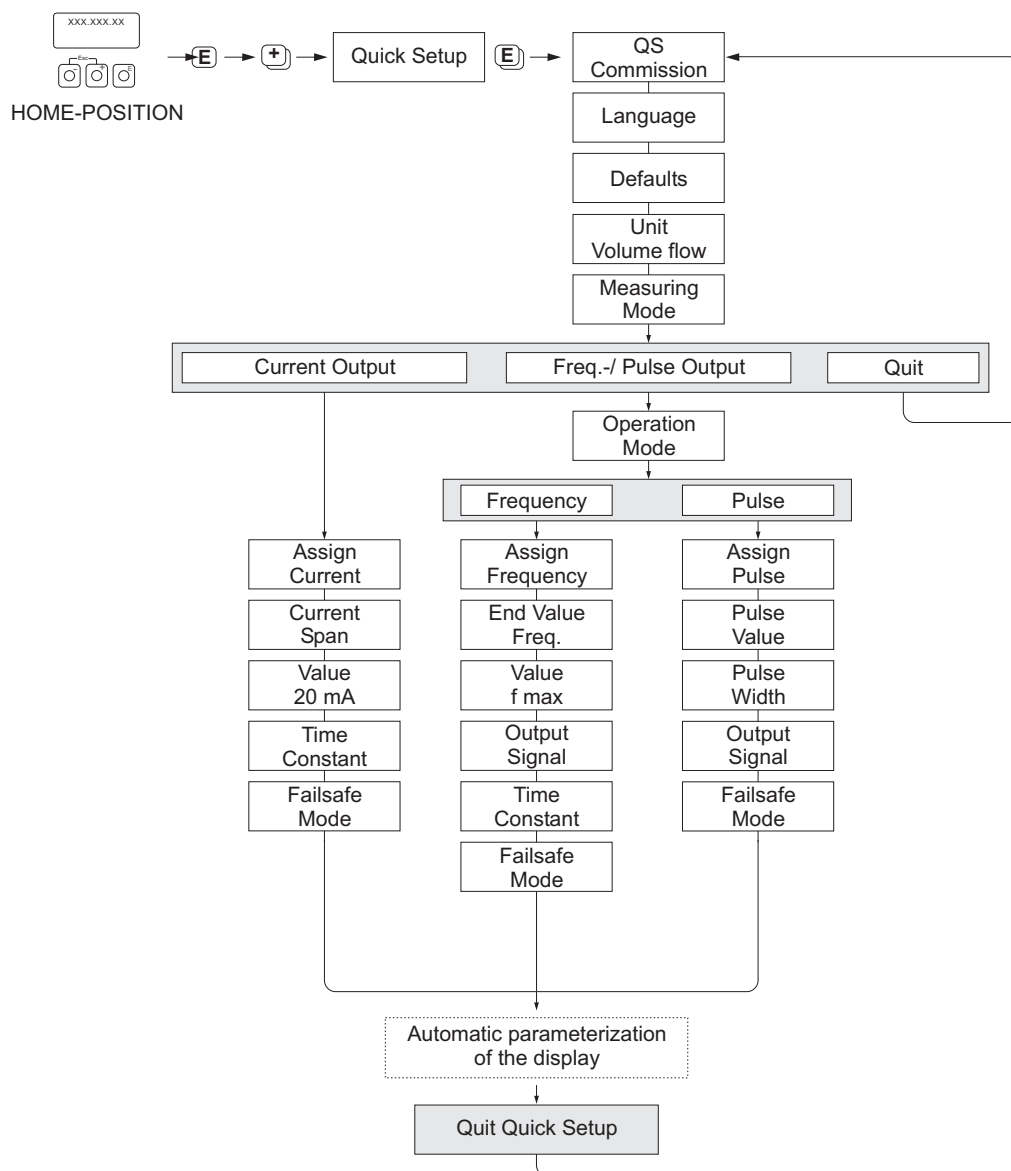 xxx.xxx.xx
Esc
-
+
E
HOME-POSITION
E
+
Quick Setup
E
QS
Commission
Language
Defaults
Unit
Volume flow
Measuring
Mode
Current Output
Freq.-/ Pulse Output
Quit
Operation
Mode
Frequency
Pulse
Assign
Current
Current
Span
Value
20 mA
Time
Constant
Failsafe
Mode
Assign
Frequency
End Value
Freq.
Value
f max
Output
Signal
Time
Constant
Failsafe
Mode
Assign
Pulse
Pulse
Value
Pulse
Width
Output
Signal
Failsafe
Mode
Automatic parameterization
of the display
Quit Quick Setup